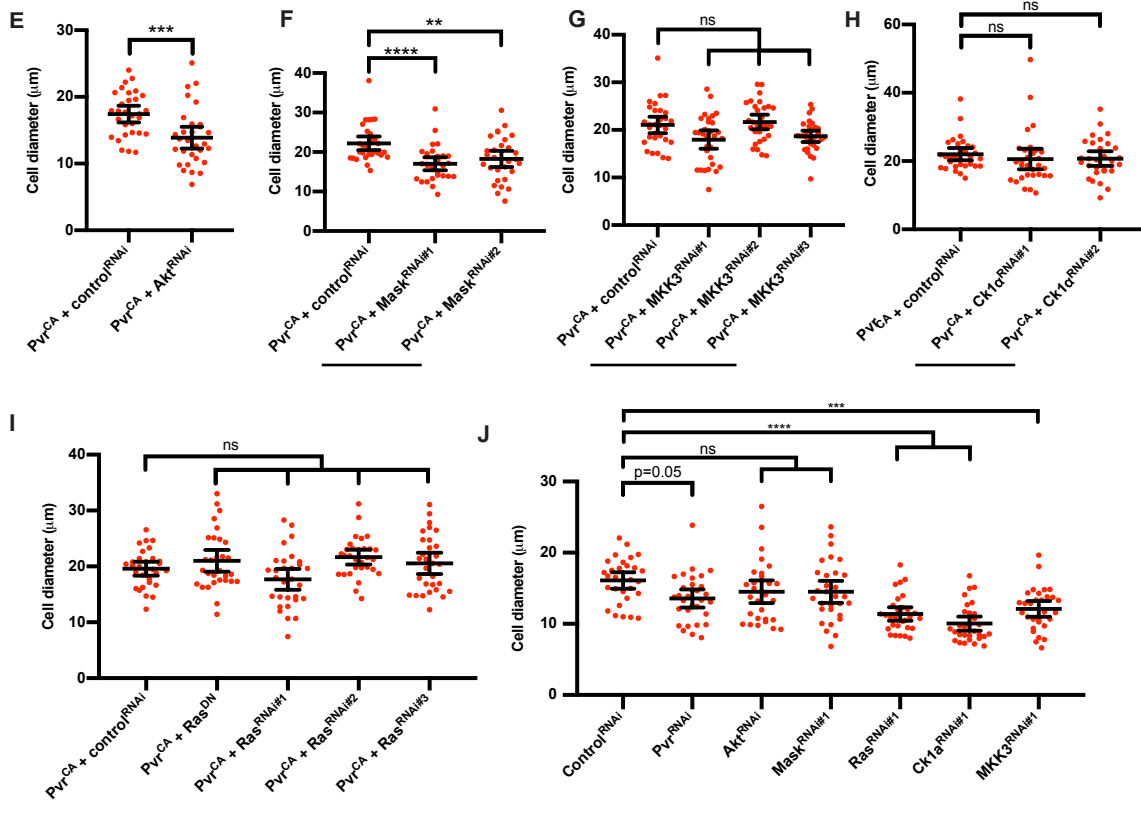 E
***
Cell diameter (μm)
30
20
10
0
Pvr^CA + control^RNAi
Pvr^CA + Akt^RNAi
F
**
****
Cell diameter (μm)
40
30
20
10
0
Pvr^CA + control^RNAi
Pvr^CA + Mask^RNAi#1
Pvr^CA + Mask^RNAi#2
G
ns
Cell diameter (μm)
40
30
20
10
0
Pvr^CA + control^RNAi
Pvr^CA + MKK3^RNAi#1
Pvr^CA + MKK3^RNAi#2
Pvr^CA + MKK3^RNAi#3
H
ns
ns
Cell diameter (μm)
60
40
20
0
Pvr^CA + control^RNAi
Pvr^CA + Ck1α^RNAi#1
Pvr^CA + Ck1α^RNAi#2
I
ns
Cell diameter (μm)
40
30
20
10
0
Pvr^CA + control^RNAi
Pvr^CA + Ras^DN
Pvr^CA + Ras^RNAi#1
Pvr^CA + Ras^RNAi#2
Pvr^CA + Ras^RNAi#3
J
***
****
ns
p=0.05
Cell diameter (μm)
30
20
10
0
Control^RNAi
Pvr^RNAi
Akt^RNAi
Mask^RNAi#1
Ras^RNAi#1
Ck1a^RNAi#1
MKK3^RNAi#1